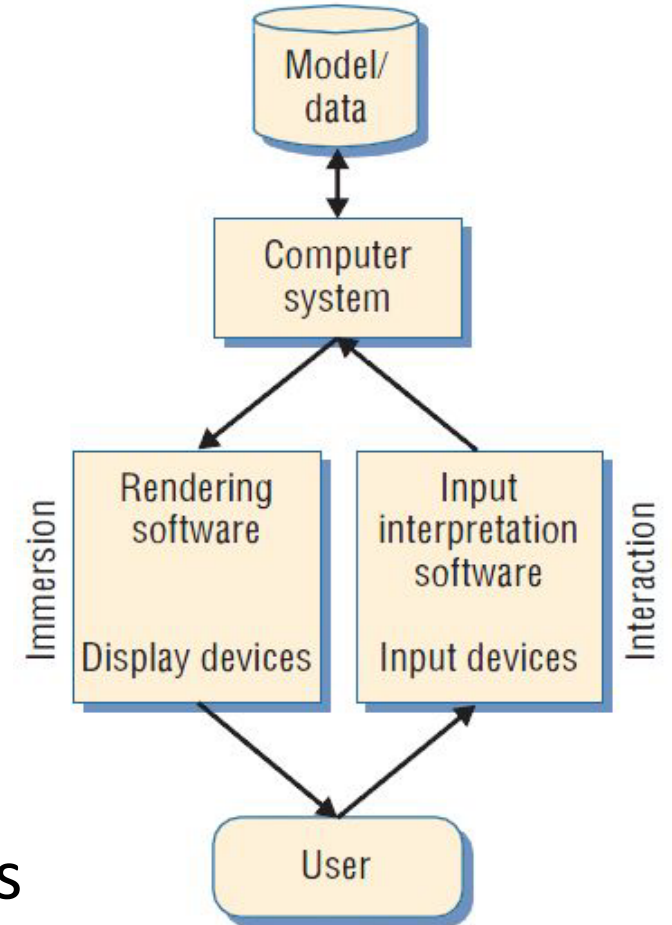 Model/
data
Computer
system
Immersion
Rendering
software
Display devices
Input
interpretation
software
Input devices
Interaction
User
s